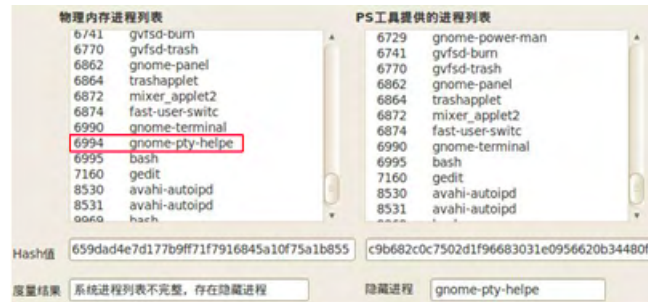 物理内存进程列表
6741 gvfsd-burn
6770 gvfsd-trash
6862 gnome-panel
6864 trashapplet
6872 mixer_applet2
6874 fast-user-switc
6990 gnome-terminal
6994 gnome-pty-helpe
6995 bash
7160 gedit
8530 avahi-autoipd
8531 avahi-autoipd
9969 bash
PS工具提供的进程列表
6729 gnome-power-man
6741 gvfsd-burn
6770 gvfsd-trash
6862 gnome-panel
6864 trashapplet
6872 mixer_applet2
6874 fast-user-switc
6990 gnome-terminal
6995 bash
7160 gedit
8530 avahi-autoipd
8531 avahi-autoipd
9969 bash
Hash值 659dad4e7d177b9ff71f7916845a10f75a1b855 c9b682c0c7502d1f96683031e0956620b34480f
度量结果 系统进程列表不完整，存在隐藏进程 隐藏进程 gnome-pty-helpe